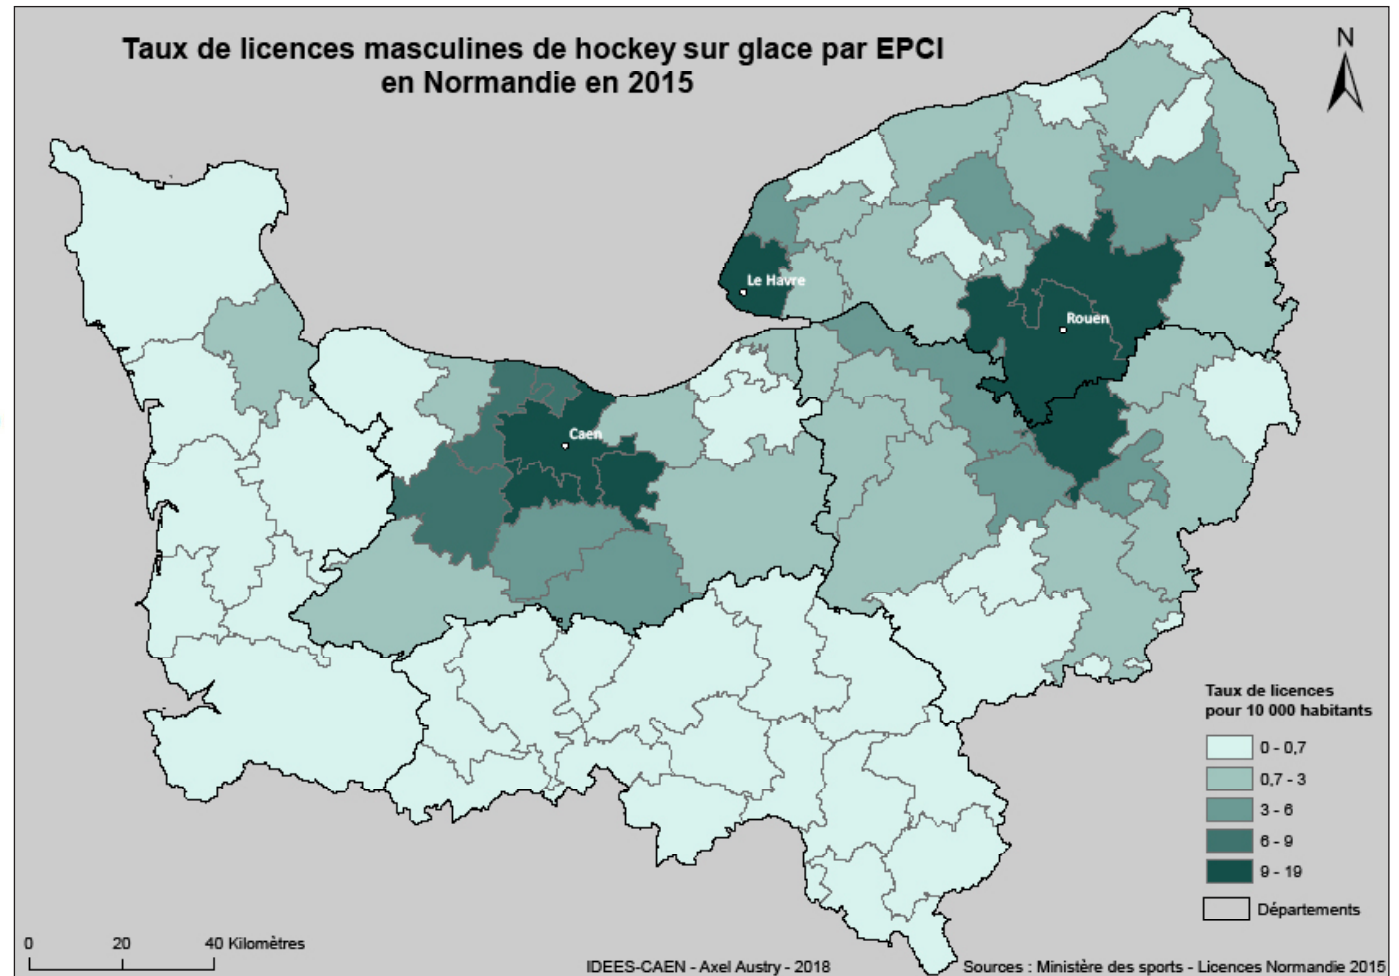 Taux de licences masculines de hockey sur glace par EPCI
en Normandie en 2015
N
Le Havre
Rouen
Caen
Taux de licences
pour 10 000 habitants
0 - 0,7
0,7 - 3
3 - 6
6 - 9
9 - 19
Départements
0 20 40 Kilomètres
IDEES-CAEN - Axel Austry - 2018
Sources : Ministère des sports - Licences Normandie 2015